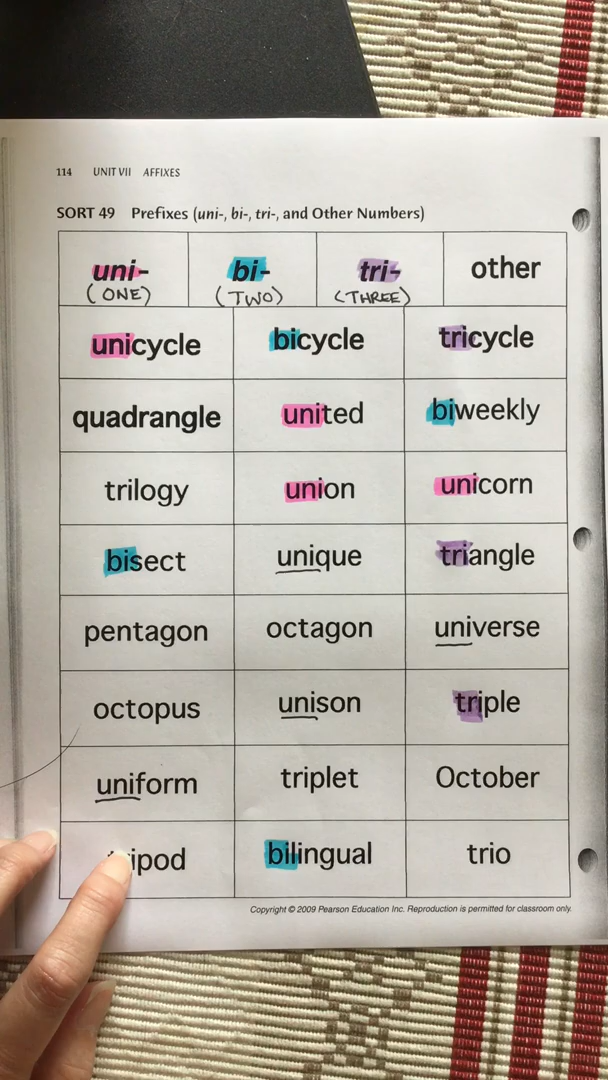 114 UNIT VII AFFIXES
SORT 49 Prefixes (uni-, bi-, tri-, and Other Numbers)
uni- bi- tri- other
(ONE) (TWO) (THREE)
unicycle bicycle tricycle
quadrangle united biweekly
trilogy union unicorn
bisect unique triangle
pentagon octagon universe
octopus unison triple
uniform triplet October
tripod bilingual trio
Copyright © 2009 Pearson Education Inc. Reproduction is permitted for classroom only.